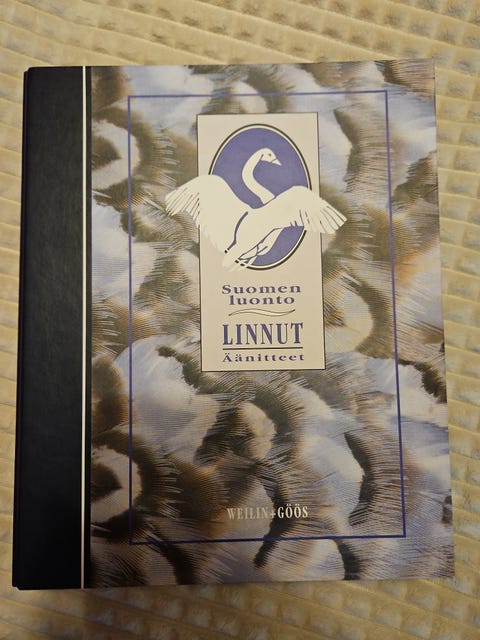 Suomen
luonto
LINNUT
Äänitteet
WEILIN+GÖÖS